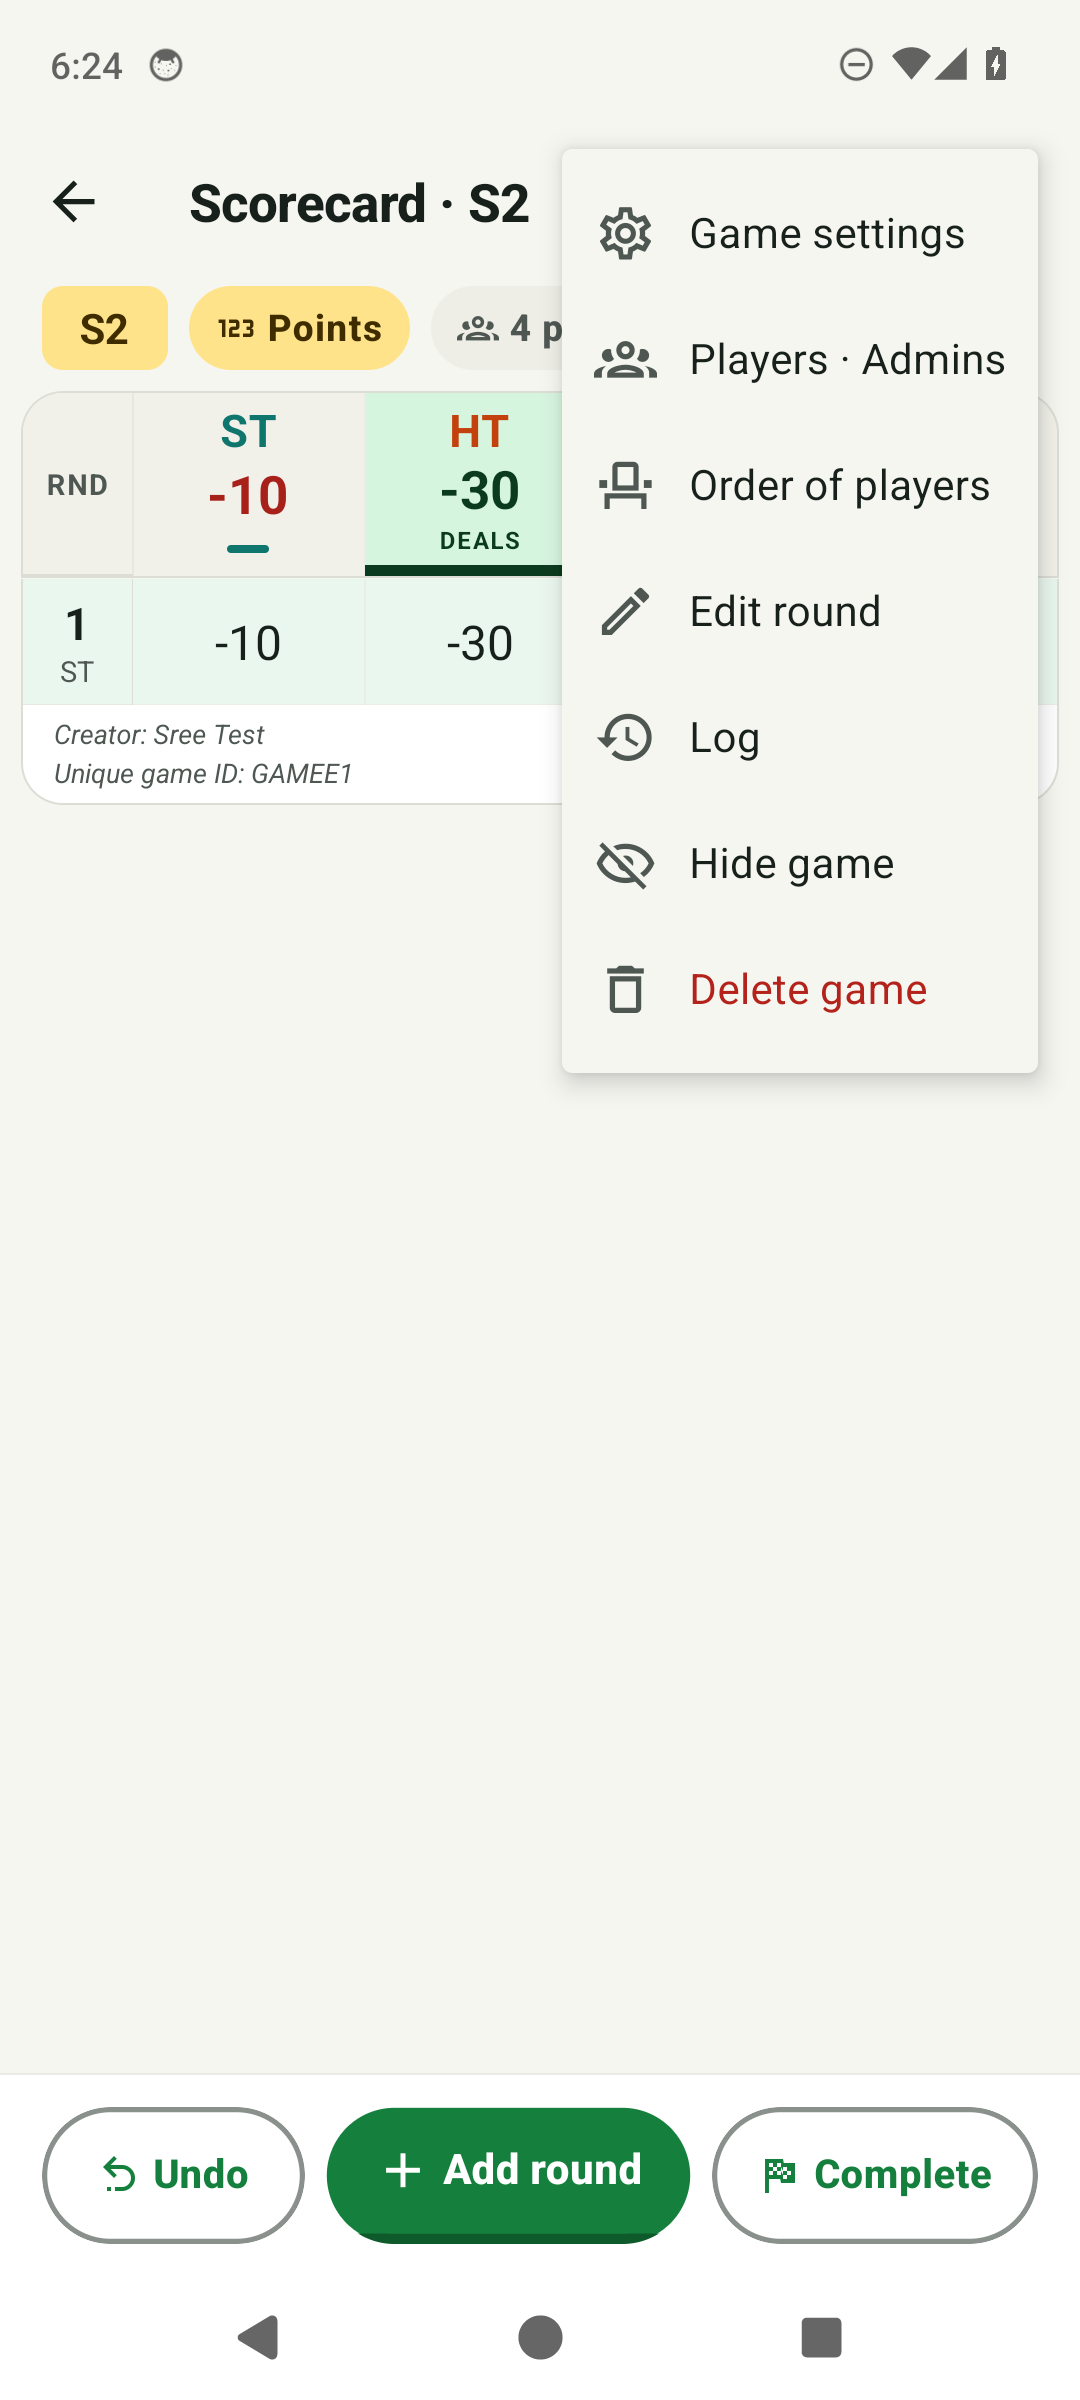 6:24
Scorecard · S2
S2
123 Points
4 p
RND
ST
-10
HT
-30
DEALS
1
ST
-10
-30
Creator: Sree Test
Unique game ID: GAMEE1
Game settings
Players · Admins
Order of players
Edit round
Log
Hide game
Delete game
Undo
Add round
Complete